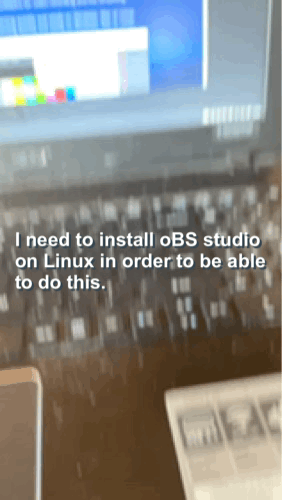 I need to install oBS studio
on Linux in order to be able
to do this.